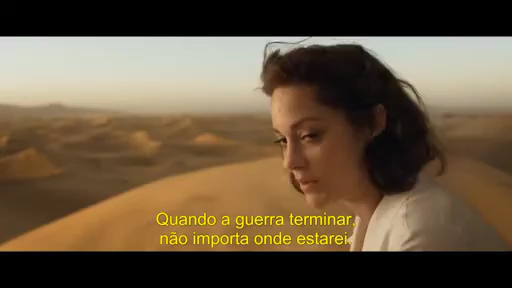 Quando a guerra terminar.
não importa onde estarei.